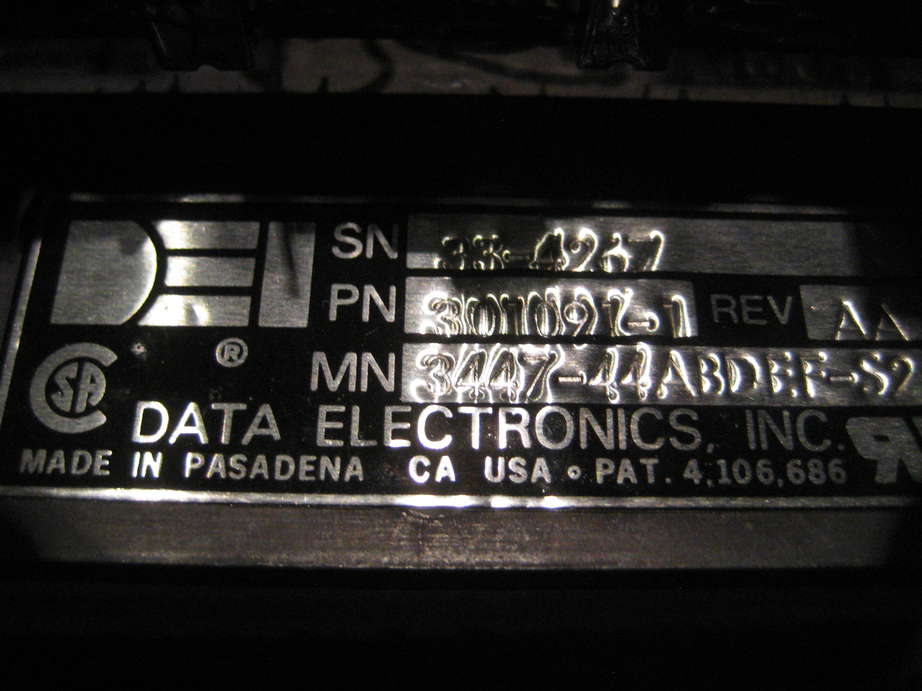 DEI
SN 33-4267
PN 301097-1 REV AA
MN 3447-44ABDEF-S2
SA ®
DATA ELECTRONICS, INC.
MADE IN PASADENA CA USA • PAT. 4,106,686